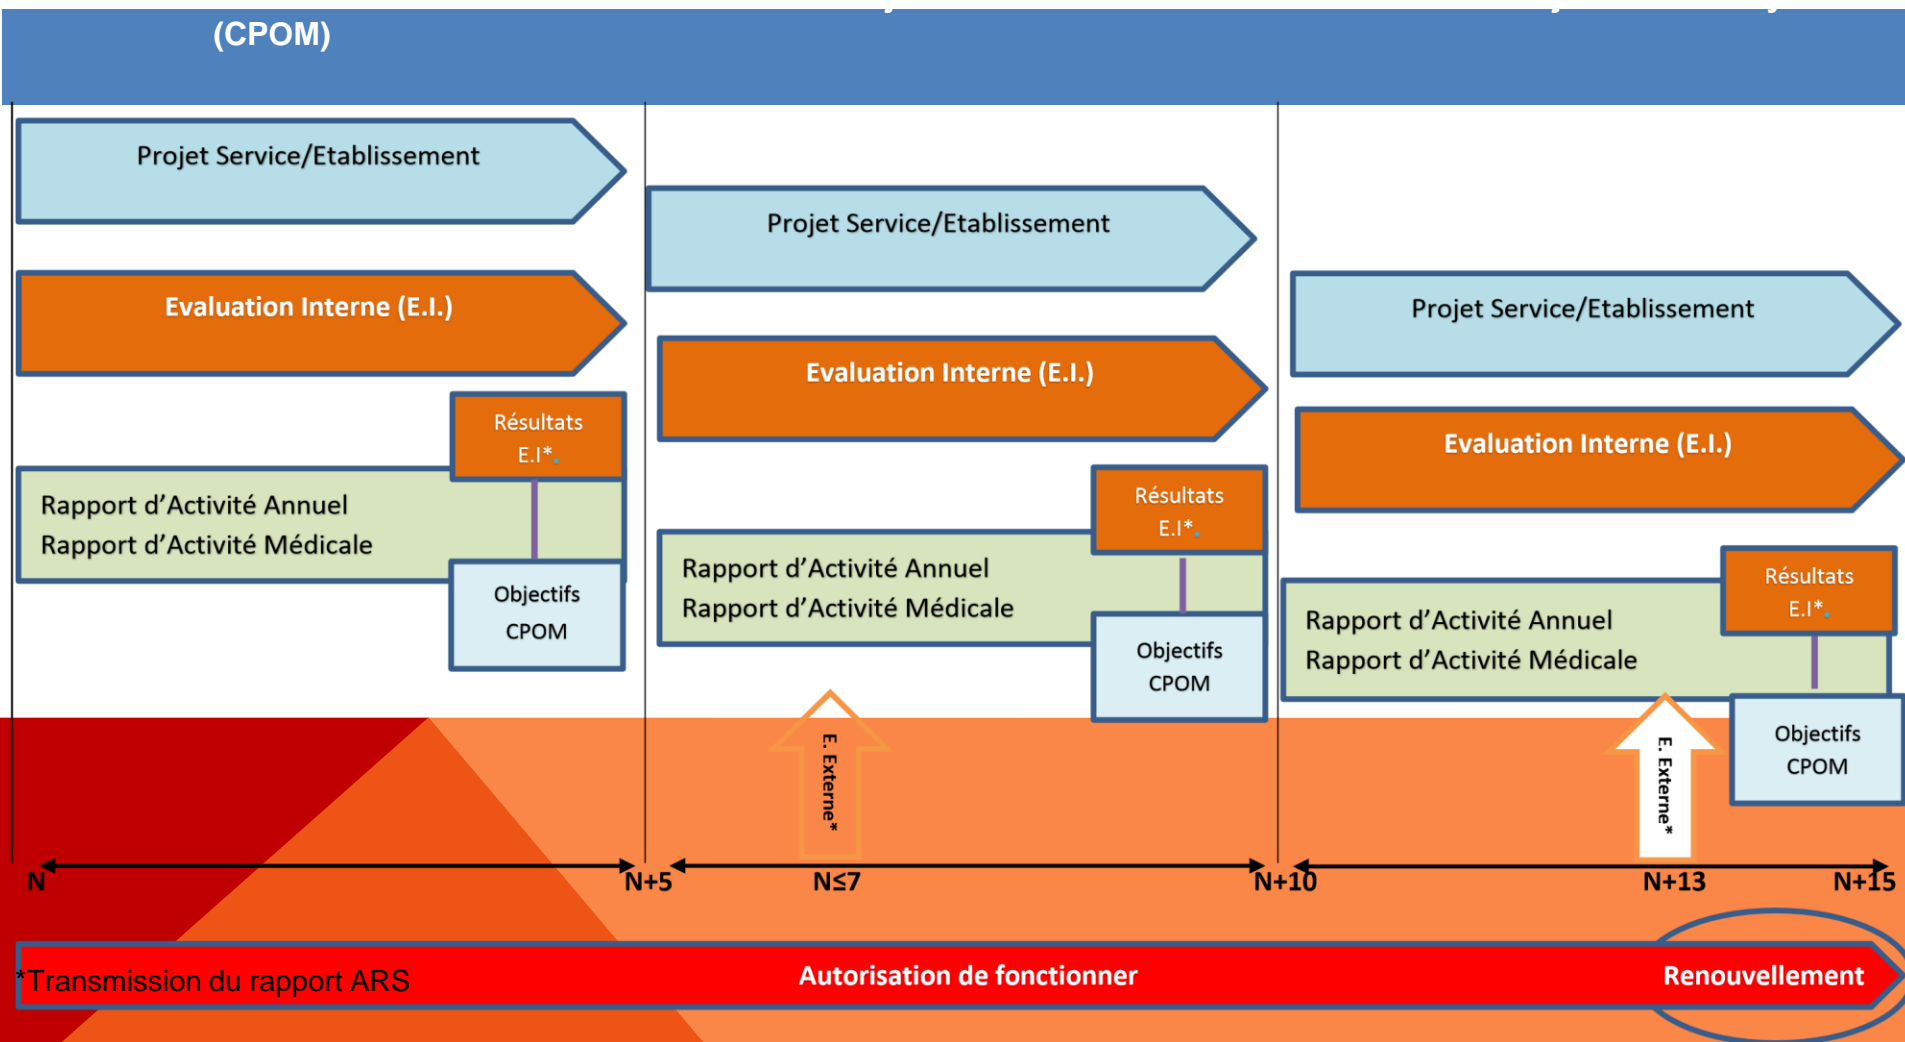 (CPOM)
Projet Service/Etablissement
Evaluation Interne (E.I.)
Résultats
E.I*.
Rapport d'Activité Annuel
Rapport d'Activité Médicale
Objectifs
CPOM
Projet Service/Etablissement
Evaluation Interne (E.I.)
Résultats
E.I*.
Rapport d'Activité Annuel
Rapport d'Activité Médicale
Objectifs
CPOM
E. Externe*
Projet Service/Etablissement
Evaluation Interne (E.I.)
Résultats
E.I*.
Rapport d'Activité Annuel
Rapport d'Activité Médicale
Objectifs
CPOM
E. Externe*
N
N+5
N≤7
N+10
N+13
N+15
*Transmission du rapport ARS
Autorisation de fonctionner
Renouvellement